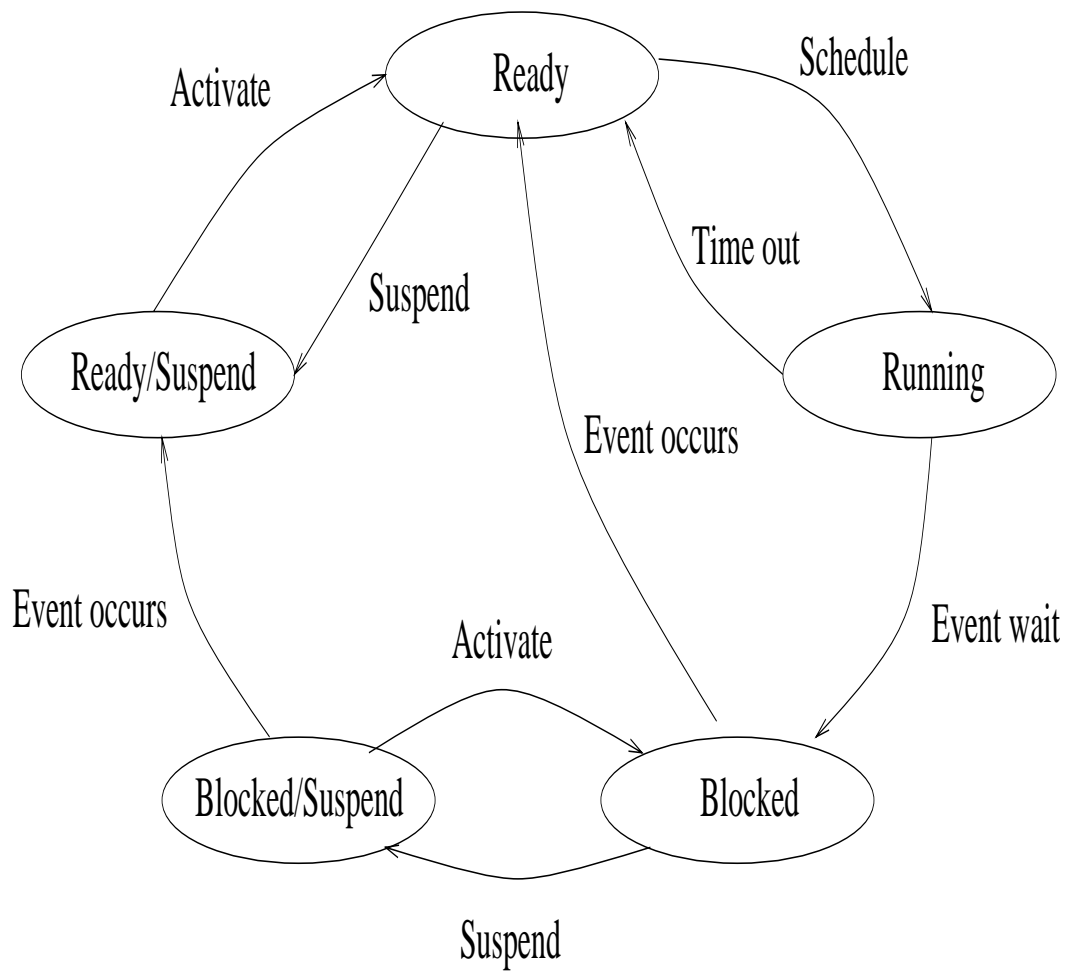 Ready
Schedule
Activate
Time out
Suspend
Ready/Suspend
Running
Event occurs
Event occurs
Event wait
Activate
Blocked/Suspend
Blocked
Suspend